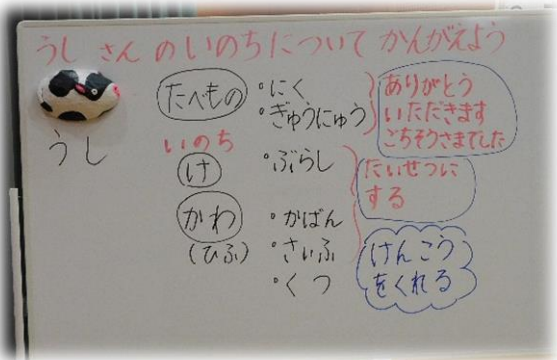 うしさんのいのちについてかんがえよう
たべもの
・にく
・ぎゅうにゅう
ありがとう
いただきます
ごちそうさまでした
うし
いのち
け
・ぶらし
たいせつに
する
かわ
(ひふ)
・かばん
・さいふ
・くつ
けんこう
をくれる